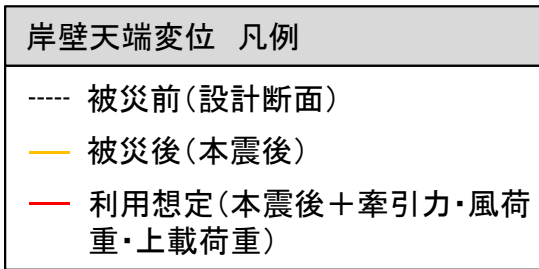 岸壁天端変位　凡例
被災前（設計断面）
被災後（本震後）
利用想定（本震後＋牽引力・風荷
重・上載荷重）